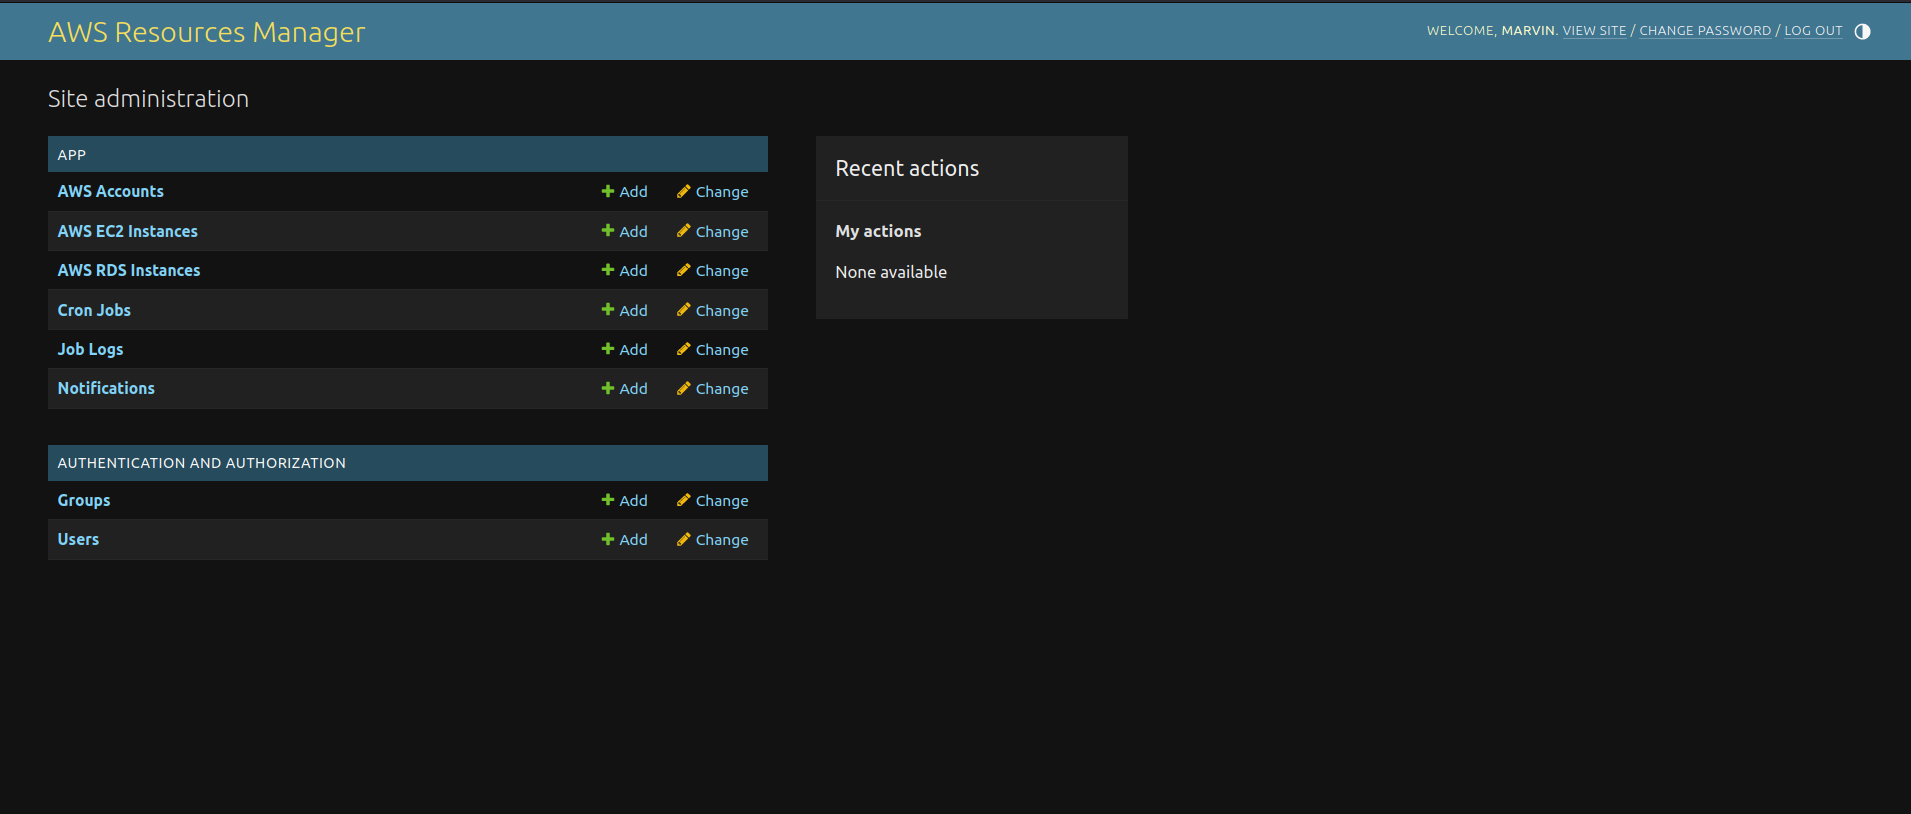 AWS Resources Manager
WELCOME, MARVIN. VIEW SITE / CHANGE PASSWORD / LOG OUT
Site administration
APP
AWS Accounts Add Change
AWS EC2 Instances Add Change
AWS RDS Instances Add Change
Cron Jobs Add Change
Job Logs Add Change
Notifications Add Change
AUTHENTICATION AND AUTHORIZATION
Groups Add Change
Users Add Change
Recent actions
My actions
None available